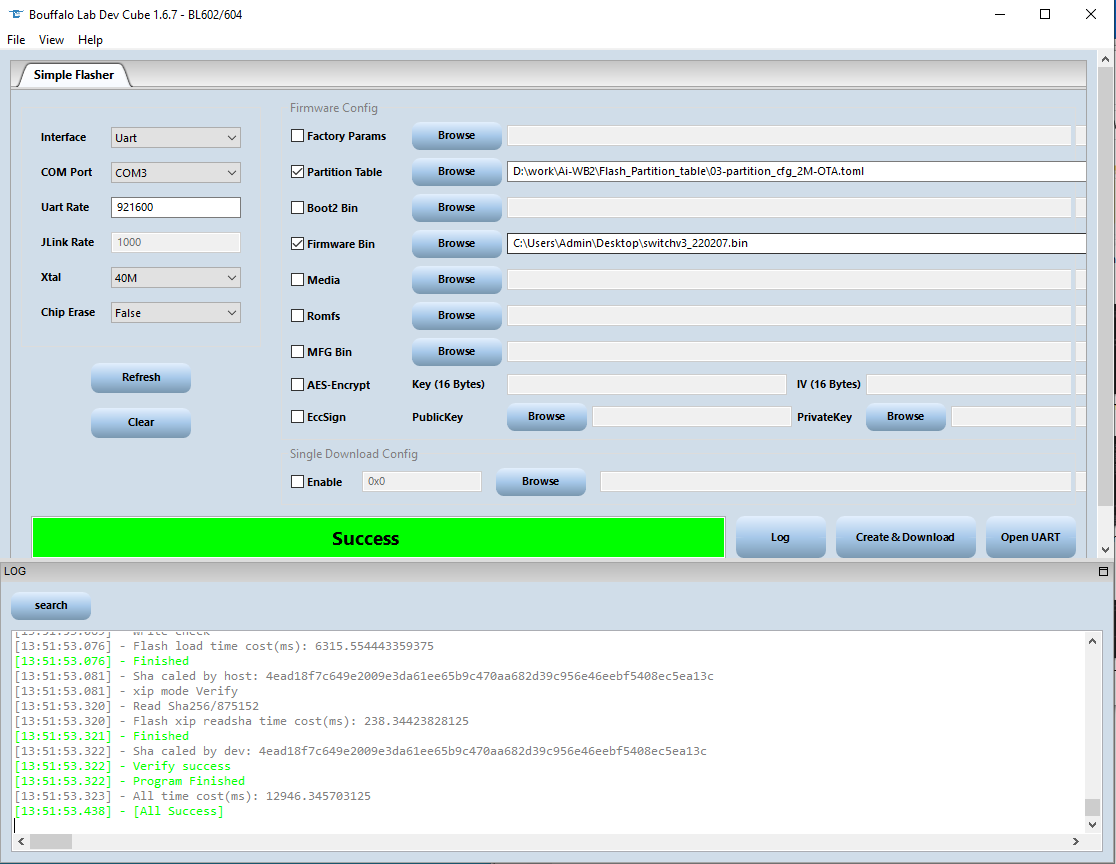 Bouffalo Lab Dev Cube 1.6.7 - BL602/604
File View Help
Simple Flasher
Interface Uart
COM Port COM3
Uart Rate 921600
JLink Rate 1000
Xtal 40M
Chip Erase False
Refresh
Clear
Firmware Config
Factory Params Browse
Partition Table Browse D:\work\Ai-WB2\Flash_Partition_table\03-partition_cfg_2M-OTA.toml
Boot2 Bin Browse
Firmware Bin Browse C:\Users\Admin\Desktop\switchv3_220207.bin
Media Browse
Romfs Browse
MFG Bin Browse
AES-Encrypt Key (16 Bytes) IV (16 Bytes)
EccSign PublicKey Browse PrivateKey Browse
Single Download Config
Enable 0x0 Browse
Success Log Create & Download Open UART
LOG
search
[13:51:53.069] - Write check
[13:51:53.076] - Flash load time cost(ms): 6315.554443359375
[13:51:53.076] - Finished
[13:51:53.081] - Sha caled by host: 4ead18f7c649e2009e3da61ee65b9c470aa682d39c956e46eebf5408ec5ea13c
[13:51:53.081] - xip mode Verify
[13:51:53.320] - Read Sha256/875152
[13:51:53.320] - Flash xip readsha time cost(ms): 238.34423828125
[13:51:53.321] - Finished
[13:51:53.322] - Sha caled by dev: 4ead18f7c649e2009e3da61ee65b9c470aa682d39c956e46eebf5408ec5ea13c
[13:51:53.322] - Verify success
[13:51:53.322] - Program Finished
[13:51:53.323] - All time cost(ms): 12946.345703125
[13:51:53.438] - [All Success]